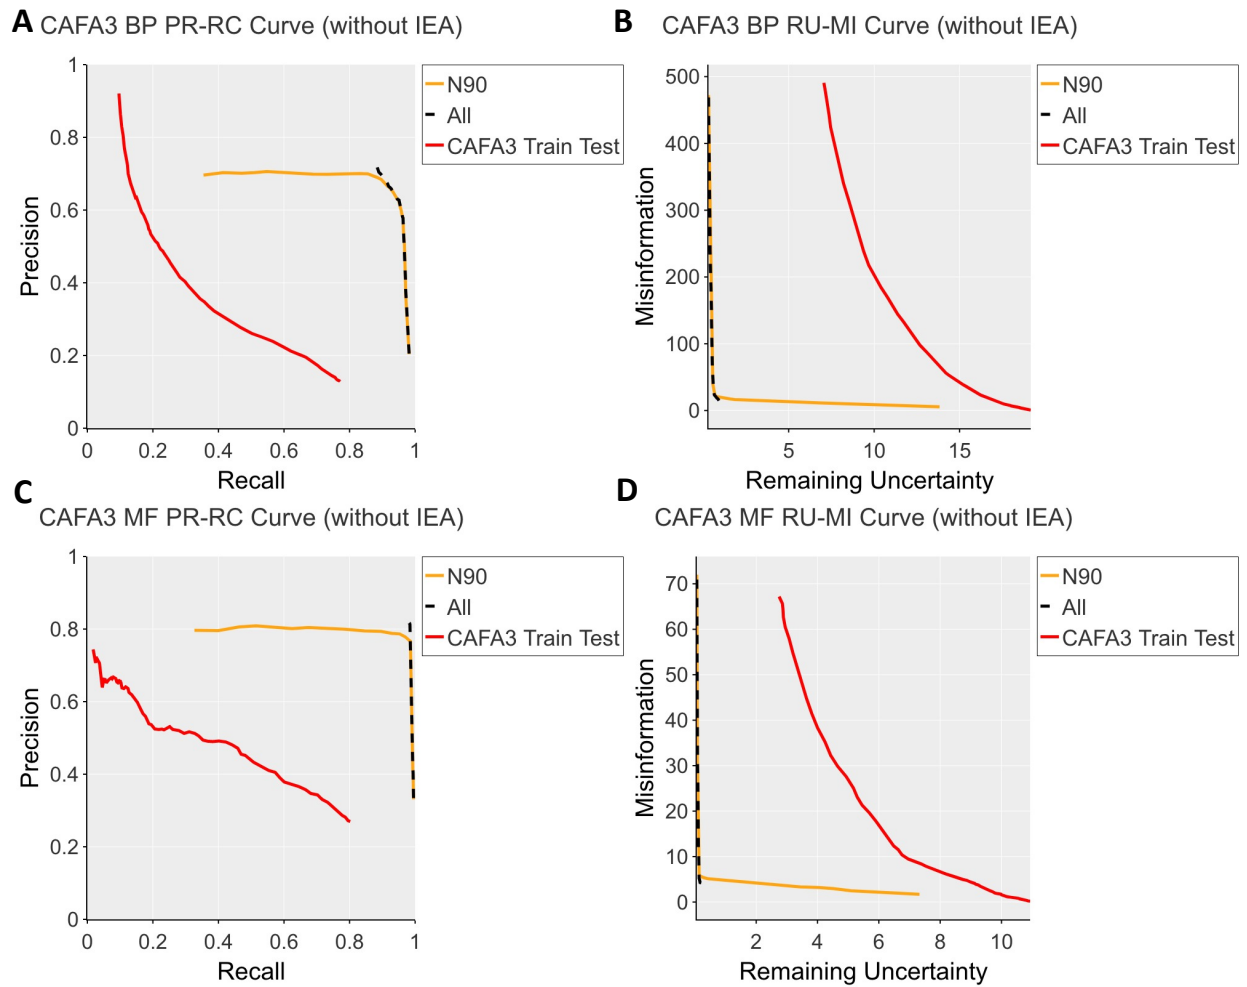 A CAFA3 BP PR-RC Curve (without IEA)
1
0.8
0.6
0.4
0.2
0
Precision
0 0.2 0.4 0.6 0.8 1
Recall
N90
All
CAFA3 Train Test
B CAFA3 BP RU-MI Curve (without IEA)
500
400
300
200
100
0
Misinformation
5 10 15
Remaining Uncertainty
N90
All
CAFA3 Train Test
C
CAFA3 MF PR-RC Curve (without IEA)
1
0.8
0.6
0.4
0.2
0
Precision
0 0.2 0.4 0.6 0.8 1
Recall
N90
All
CAFA3 Train Test
D
CAFA3 MF RU-MI Curve (without IEA)
70
60
50
40
30
20
10
0
Misinformation
2 4 6 8 10
Remaining Uncertainty
N90
All
CAFA3 Train Test